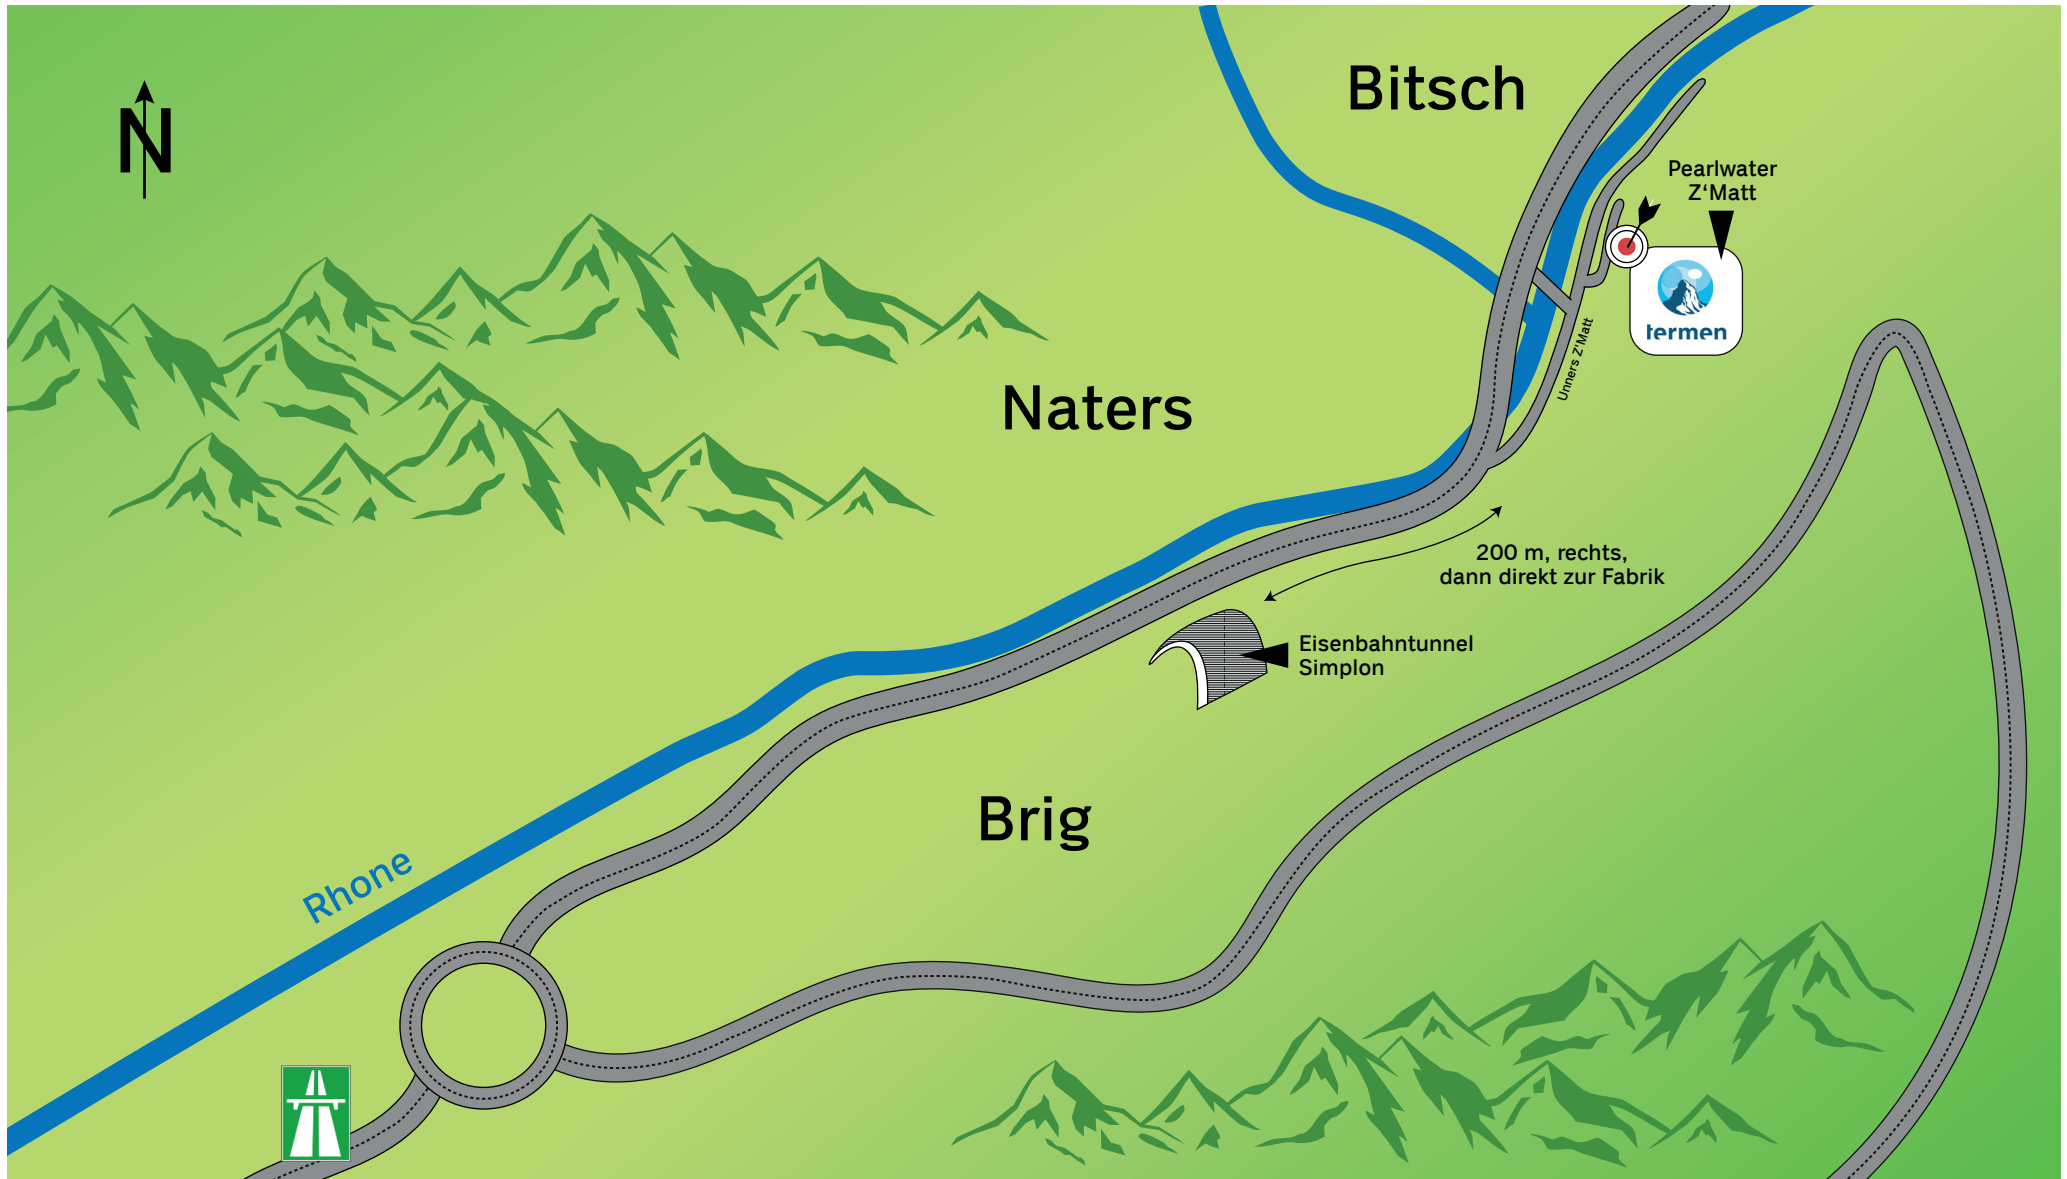 N
Bitsch
Pearlwater
Z‘Matt
termen
Unners Z'Matt
Naters
200 m, rechts,
dann direkt zur Fabrik
Eisenbahntunnel
Simplon
Brig
Rhone